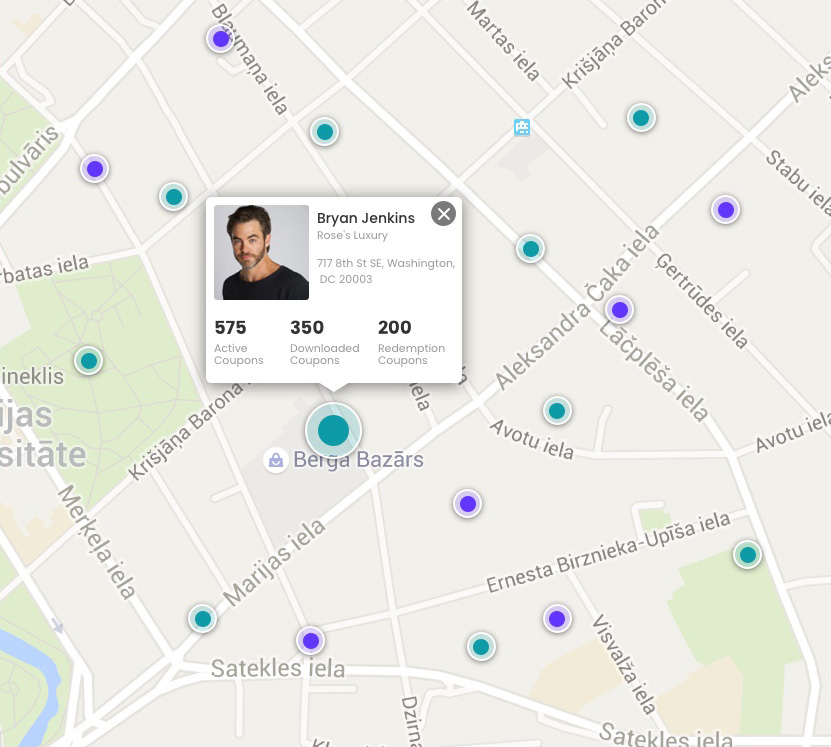 Blaumaņa iela
Martas iela
Krišjāņa Baron
Aleks
bulvāris
Stabu iela
rbatas iela
Bryan Jenkins
Rose's Luxury
717 8th St SE, Washington,
DC 20003
575
350
200
Active
Coupons
Downloaded
Coupons
Redemption
Coupons
Aleksandra Čaka iela
Ģertrūdes iela
Lāčplēša iela
ineklis
ijas
sitāte
Krišjāņa Barona
iela
Avotu iela
Avotu iela
Berga Bazārs
Merķeļa iela
Marijas iela
Ernesta Birznieka-Upīša iela
Visvalža iela
Satekles iela
Dzirna
Satekles iela